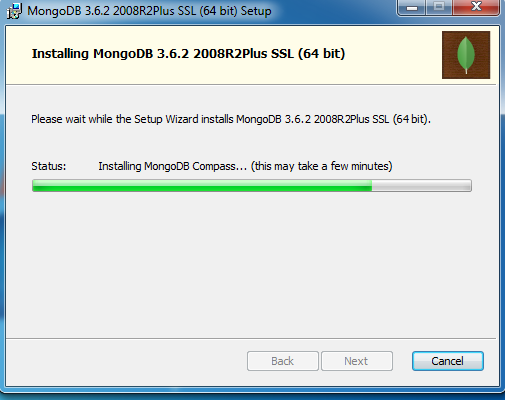 MongoDB 3.6.2 2008R2Plus SSL (64 bit) Setup
Installing MongoDB 3.6.2 2008R2Plus SSL (64 bit)
Please wait while the Setup Wizard installs MongoDB 3.6.2 2008R2Plus SSL (64 bit).
Status: Installing MongoDB Compass... (this may take a few minutes)
Back Next Cancel